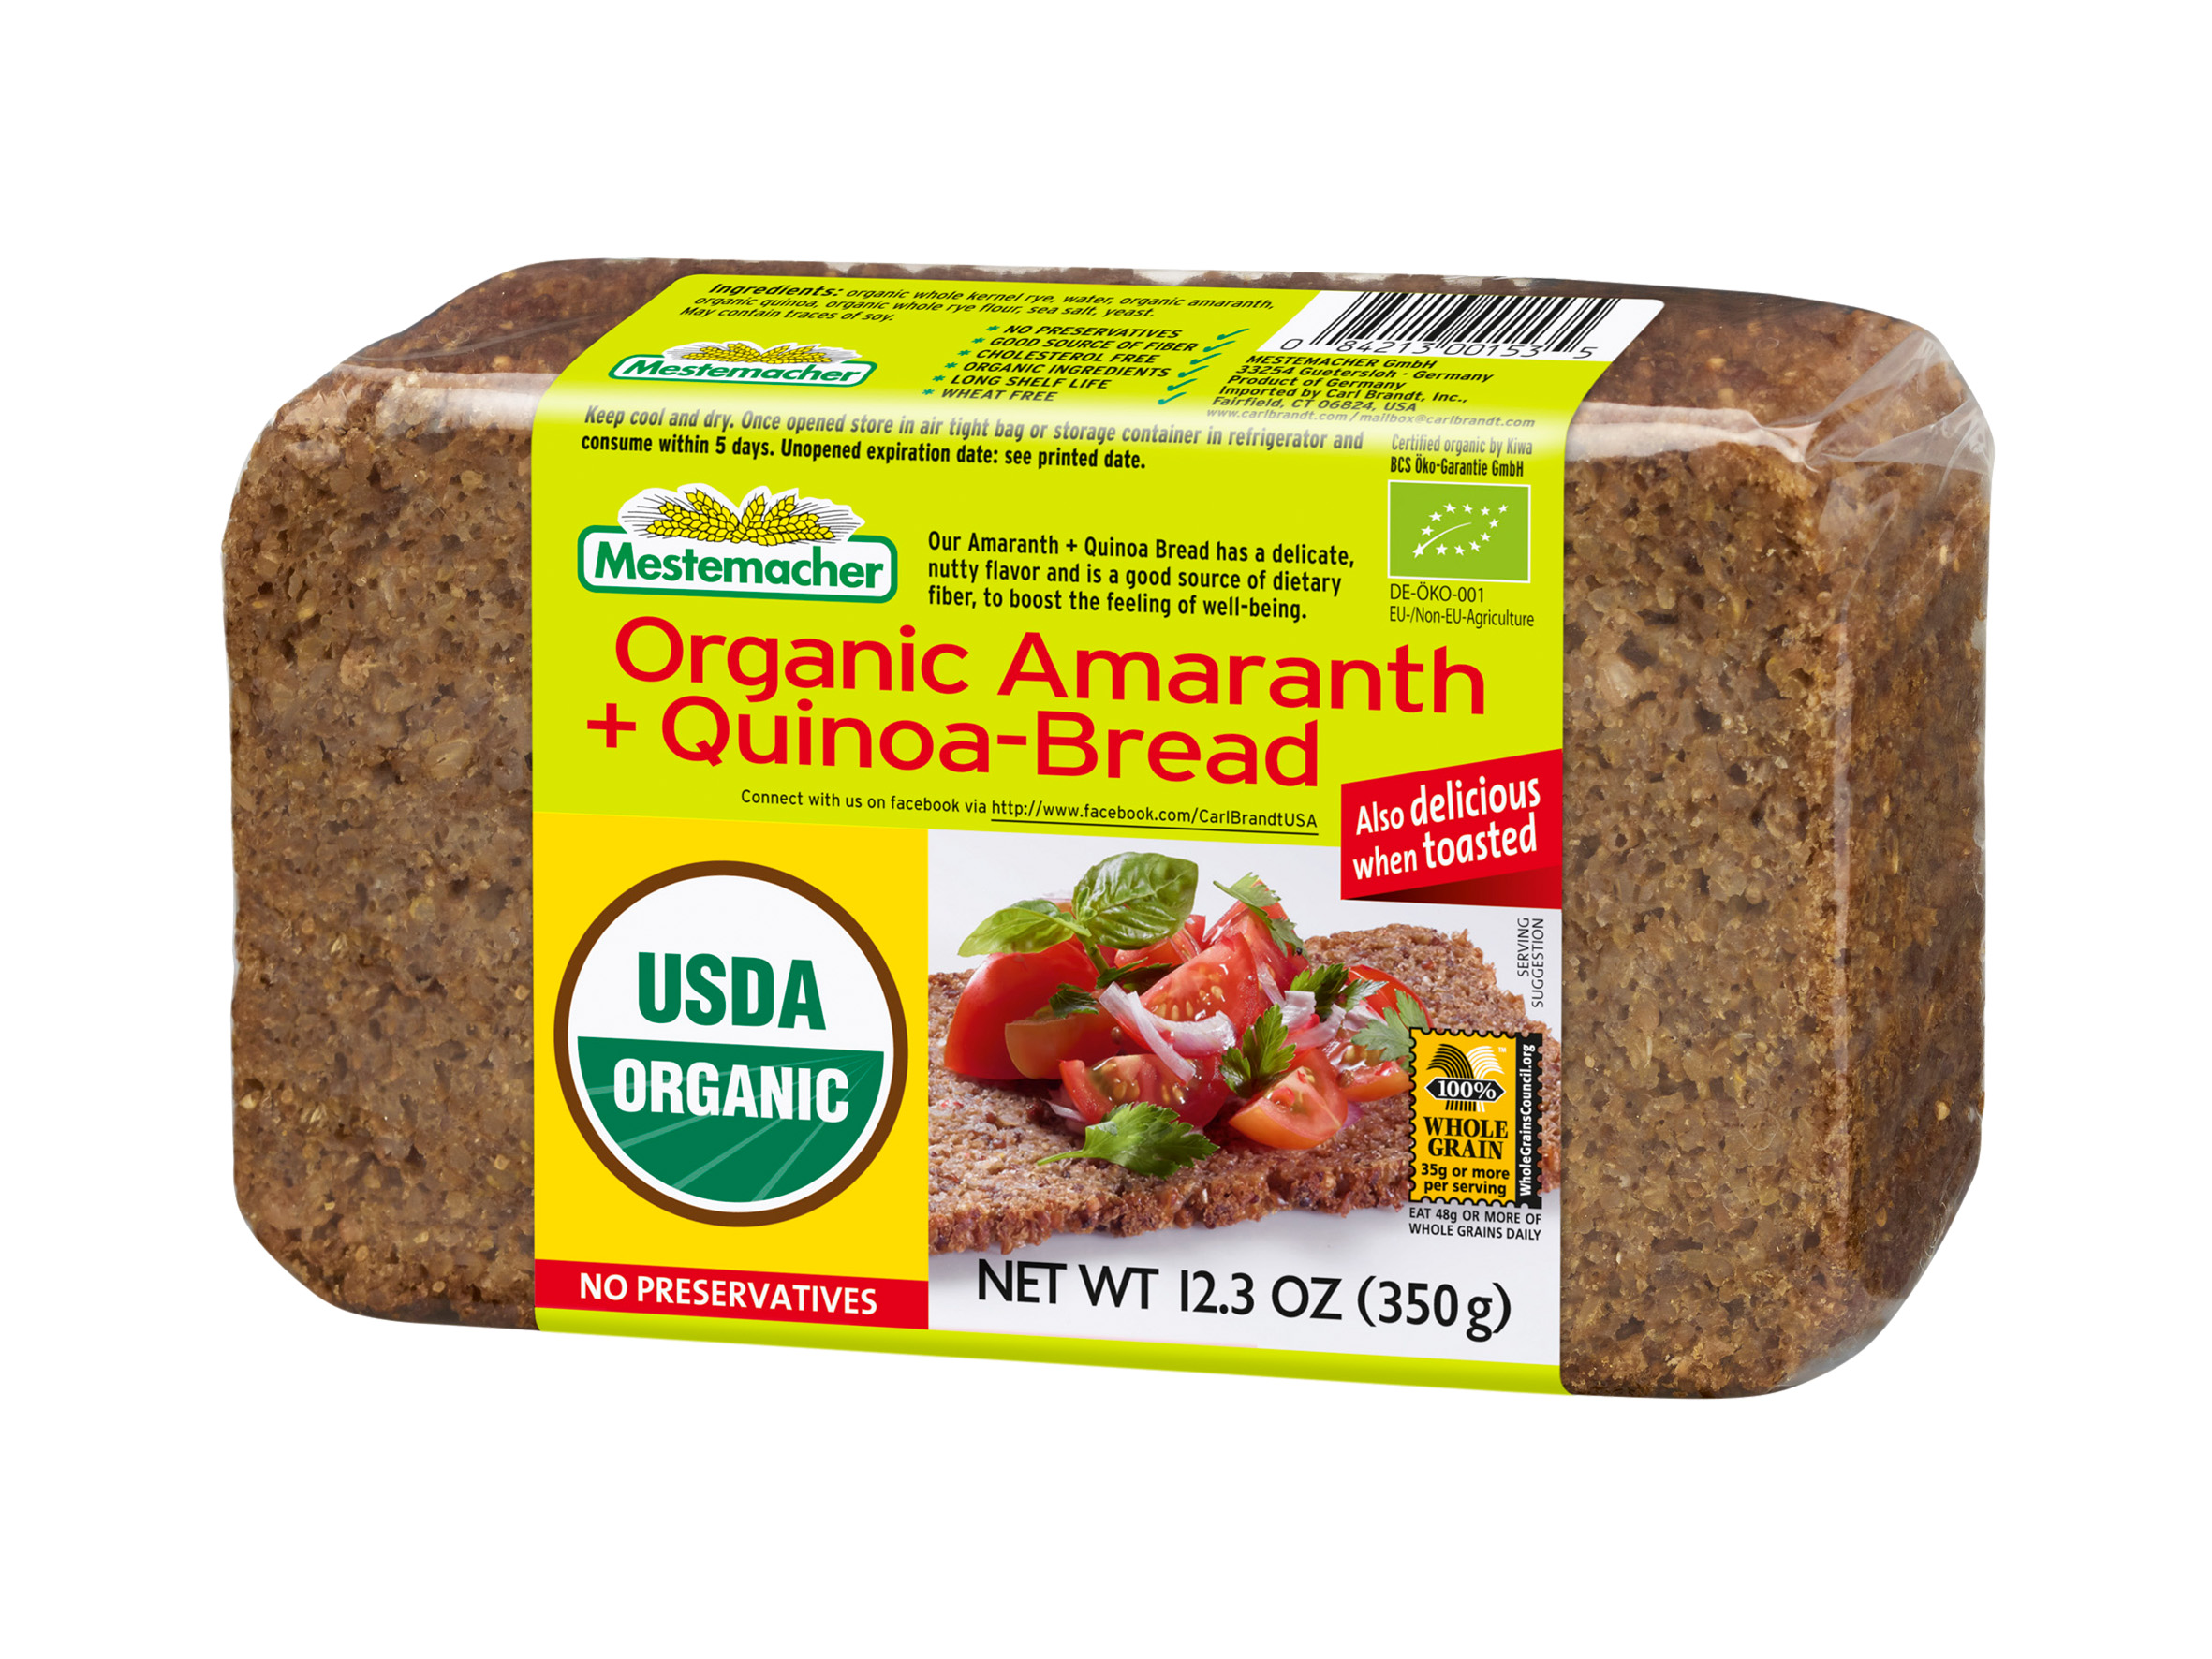 Ingredients: organic whole kernel rye, water, organic amaranth,
organic quinoa, organic whole rye flour, sea salt, yeast.
May contain traces of soy.
* NO PRESERVATIVES ✓
* GOOD SOURCE OF FIBER ✓
* CHOLESTEROL FREE ✓
* ORGANIC INGREDIENTS ✓
* LONG SHELF LIFE ✓
* WHEAT FREE ✓
Mestemacher
0 84213 00153 5
MESTEMACHER GmbH
33254 Guetersloh - Germany
Product of Germany
Imported by Carl Brandt, Inc.,
Fairfield, CT 06824, USA
www.carlbrandt.com / mailbox@carlbrandt.com
Keep cool and dry. Once opened store in air tight bag or storage container in refrigerator and
consume within 5 days. Unopened expiration date: see printed date.
Certified organic by Kiwa
BCS Öko-Garantie GmbH
DE-ÖKO-001
EU-/Non-EU-Agriculture
Mestemacher
Our Amaranth + Quinoa Bread has a delicate,
nutty flavor and is a good source of dietary
fiber, to boost the feeling of well-being.
Organic Amaranth
+ Quinoa-Bread
Connect with us on facebook via http://www.facebook.com/CarlBrandtUSA
Also delicious
when toasted
USDA
ORGANIC
NO PRESERVATIVES
SERVING
SUGGESTION
100%
WHOLE
GRAIN
35g or more
per serving
WholeGrainsCouncil.org
™
EAT 48g OR MORE OF
WHOLE GRAINS DAILY
NET WT 12.3 OZ (350 g)